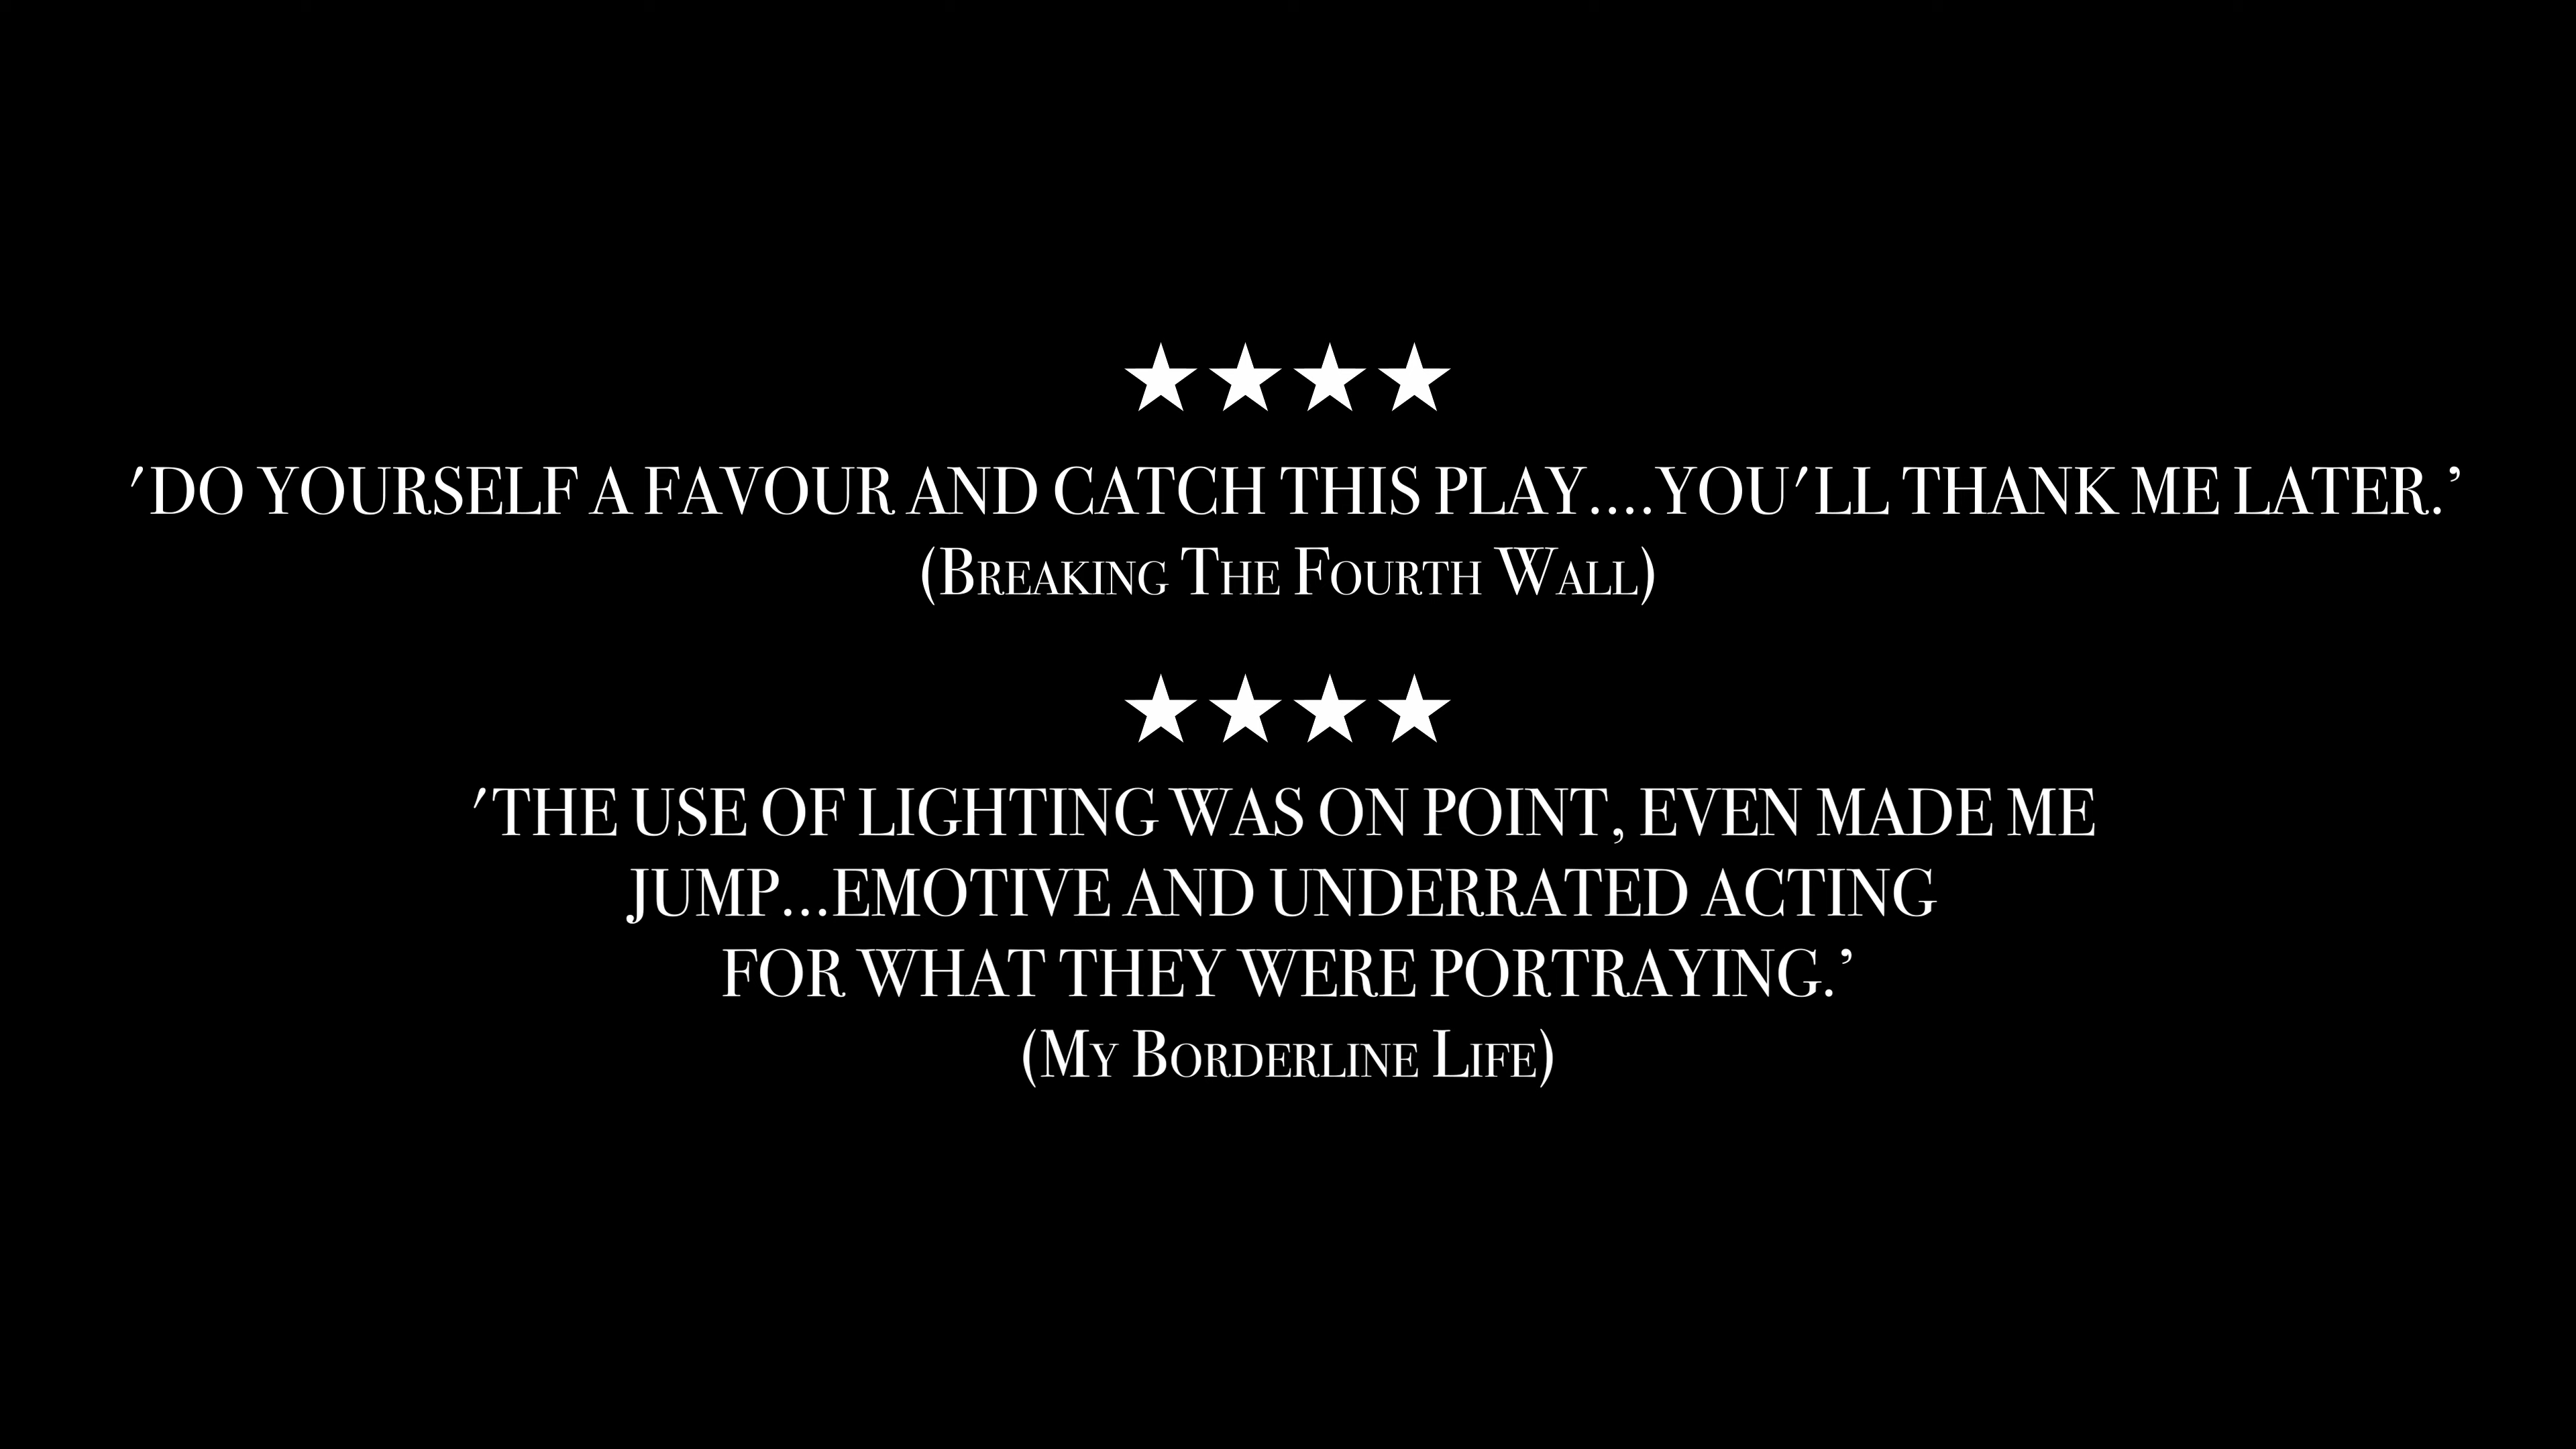 ★★★★
'DO YOURSELF A FAVOUR AND CATCH THIS PLAY....YOU'LL THANK ME LATER.’
(Breaking The Fourth Wall)
★★★★
'THE USE OF LIGHTING WAS ON POINT, EVEN MADE ME
JUMP...EMOTIVE AND UNDERRATED ACTING
FOR WHAT THEY WERE PORTRAYING.’
(My Borderline Life)